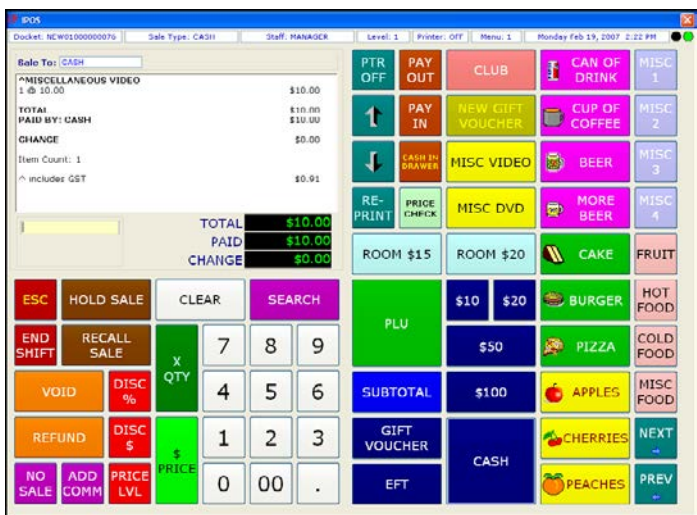 IPOS
Docket: NEW01000000076 Sale Type: CASH Staff: MANAGER Level: 1 Printer: OFF Menu: 1 Monday Feb 19, 2007 2:22 PM
Sale To: CASH
^MISCELLANEOUS VIDEO
1 @ 10.00 $10.00
TOTAL $10.00
PAID BY: CASH $10.00
CHANGE $0.00
Item Count: 1
^ includes GST $0.91
TOTAL $10.00
PAID $10.00
CHANGE $0.00
PTR OFF
PAY OUT
CLUB
CAN OF DRINK
MISC 1
PAY IN
NEW GIFT VOUCHER
CUP OF COFFEE
MISC 2
CASH IN DRAWER
MISC VIDEO
BEER
MISC 3
RE-PRINT
PRICE CHECK
MISC DVD
MORE BEER
MISC 4
ROOM $15
ROOM $20
CAKE
FRUIT
ESC
HOLD SALE
CLEAR
SEARCH
PLU
$10
$20
BURGER
HOT FOOD
END SHIFT
RECALL SALE
X QTY
7
8
9
$50
PIZZA
COLD FOOD
VOID
DISC %
4
5
6
SUBTOTAL
$100
APPLES
MISC FOOD
REFUND
DISC $
$ PRICE
1
2
3
GIFT VOUCHER
CASH
CHERRIES
NEXT
NO SALE
ADD COMM
PRICE LVL
0
00
.
EFT
PEACHES
PREV